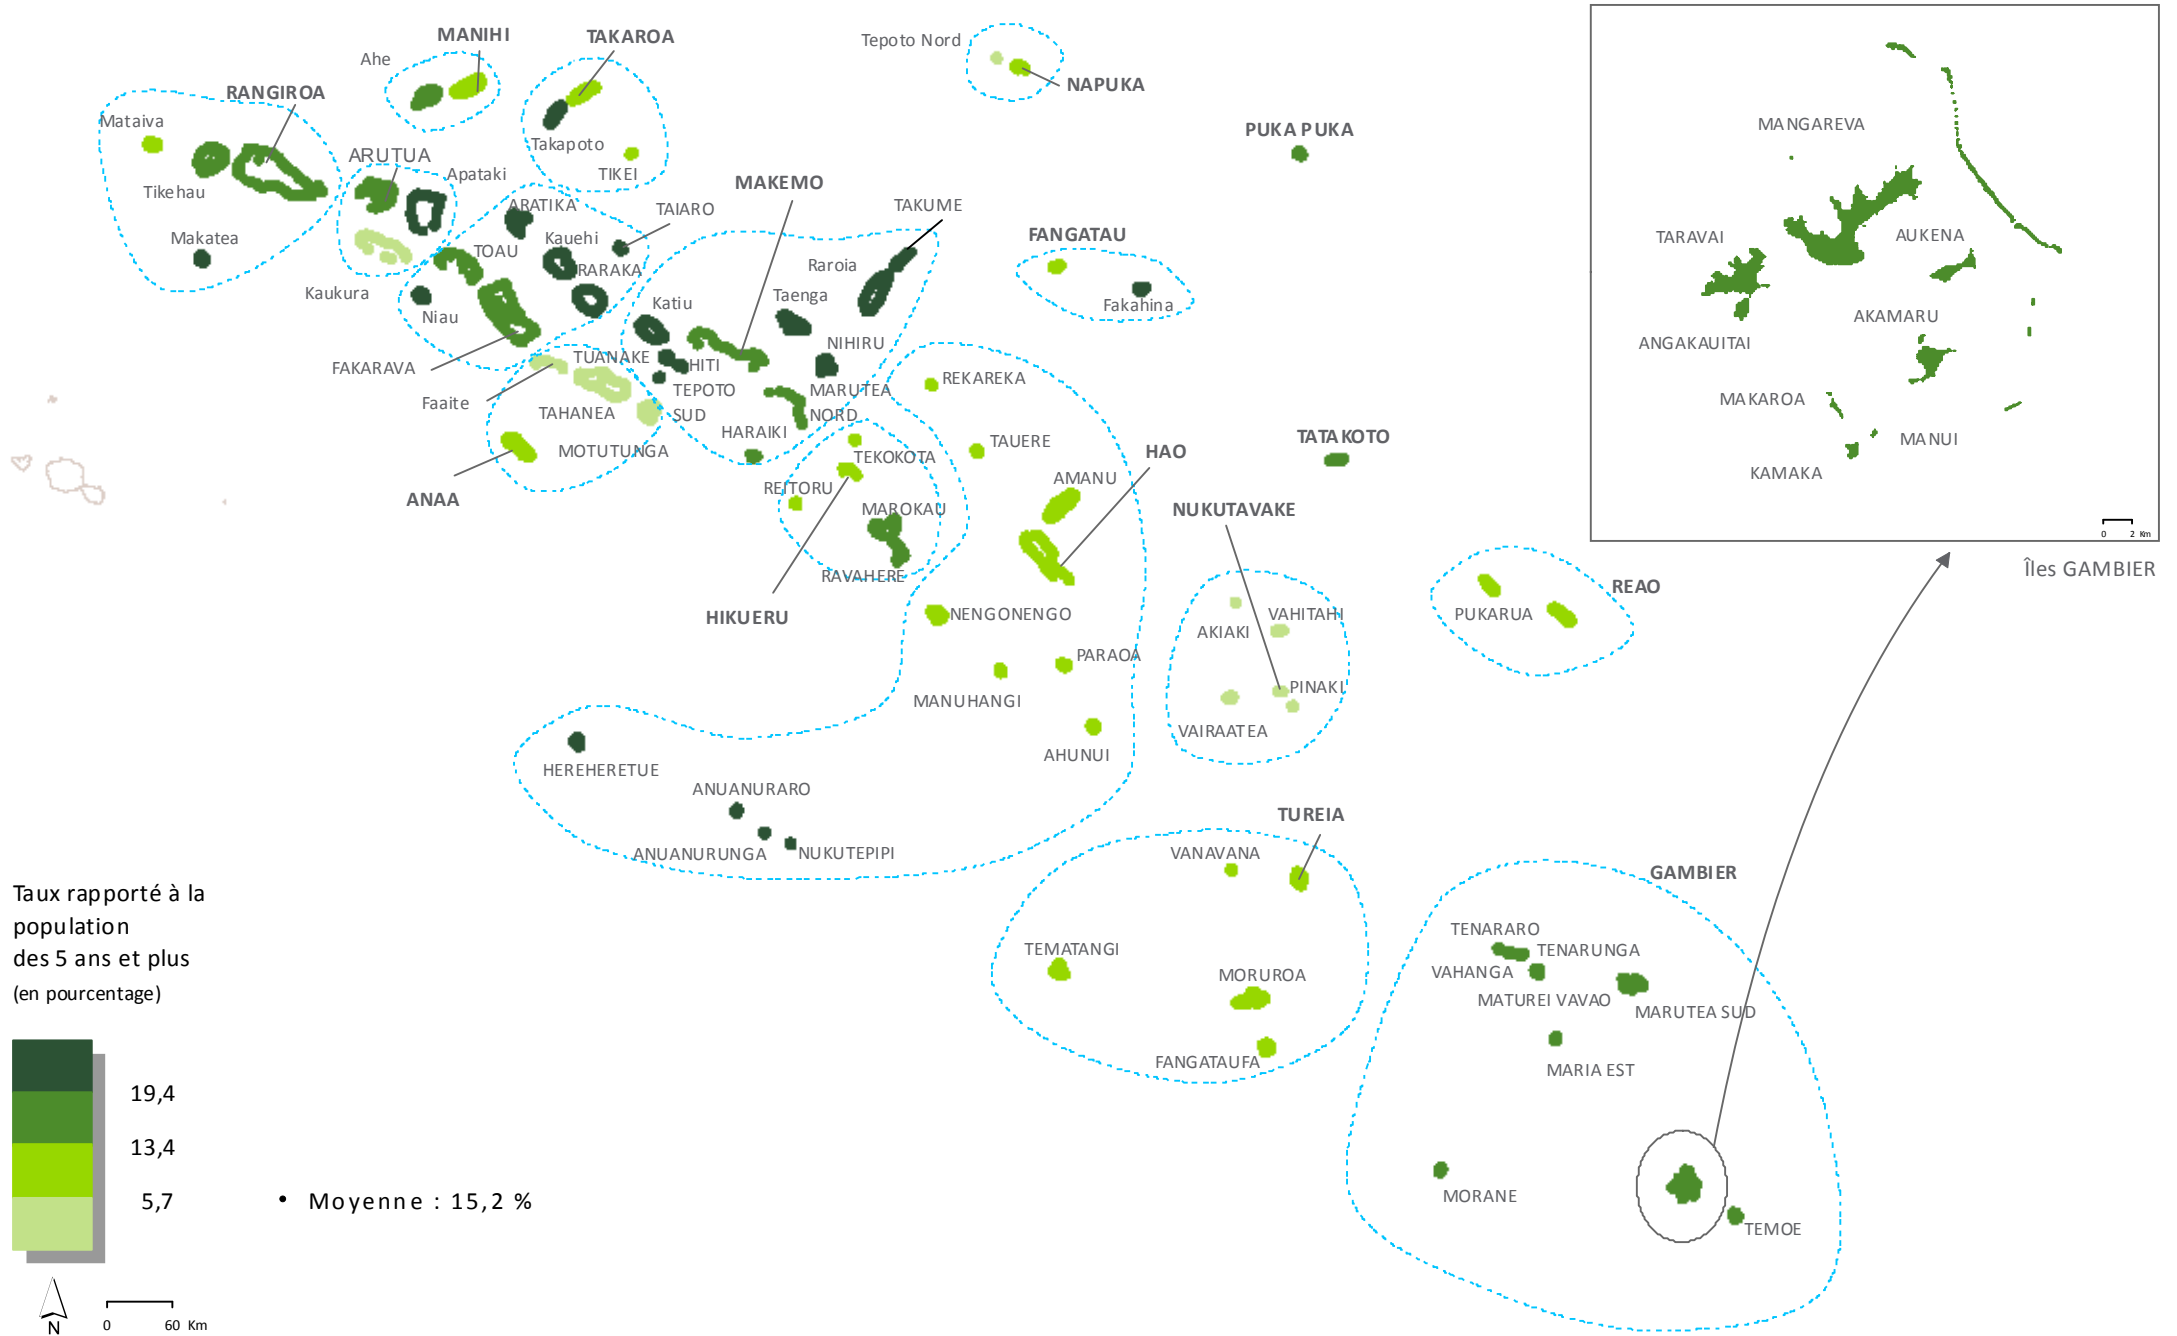 MANIHI
TAKAROA
Tepoto Nord
Ahe
NAPUKA
RANGIROA
Mataiva
PUKA PUKA
MANGAREVA
Takapoto
ARUTUA
Apataki
TIKEI
Tikehau
MAKEMO
ARATIKA
TAIARO
TAKUME
TARAVAI
AUKENA
Makatea
TOAU
Kauehi
FANGATAU
Raroia
RARAKA
Kaukura
Niau
Katiu
Taenga
Fakahina
AKAMARU
NIHIRU
ANGAKAUITAI
FAKARAVA
TUANAKE
HITI
REKAREKA
TEPOTO
SUD
MARUTEA
NORD
MAKAROA
Faaite
TAHANEA
HARAIKI
TATAKOTO
MANUI
MOTUTUNGA
TEKOKOTA
TAUERE
HAO
KAMAKA
ANAA
REITORU
AMANU
MAROKAU
NUKUTAVAKE
0 2 Km
RAVAHERE
Îles GAMBIER
REAO
HIKUERU
NENGONENGO
VAHITAHI
AKIAKI
PUKARUA
PARAOA
MANUHANGI
PINAKI
VAIRAATEA
AHUNUI
HEREHERETUE
ANUANURARO
TUREIA
ANUANURUNGA
NUKUTEPIPI
VANAVANA
GAMBIER
TEMATANGI
MORUROA
TENARARO
TENARUNGA
VAHANGA
MATUREI VAVAO
MARUTEA SUD
FANGATAUFA
MARIA EST
MORANE
TEMOE
Taux rapporté à la
population
des 5 ans et plus
(en pourcentage)
19,4
13,4
5,7
• Moyenne : 15,2 %
N
0 60 Km